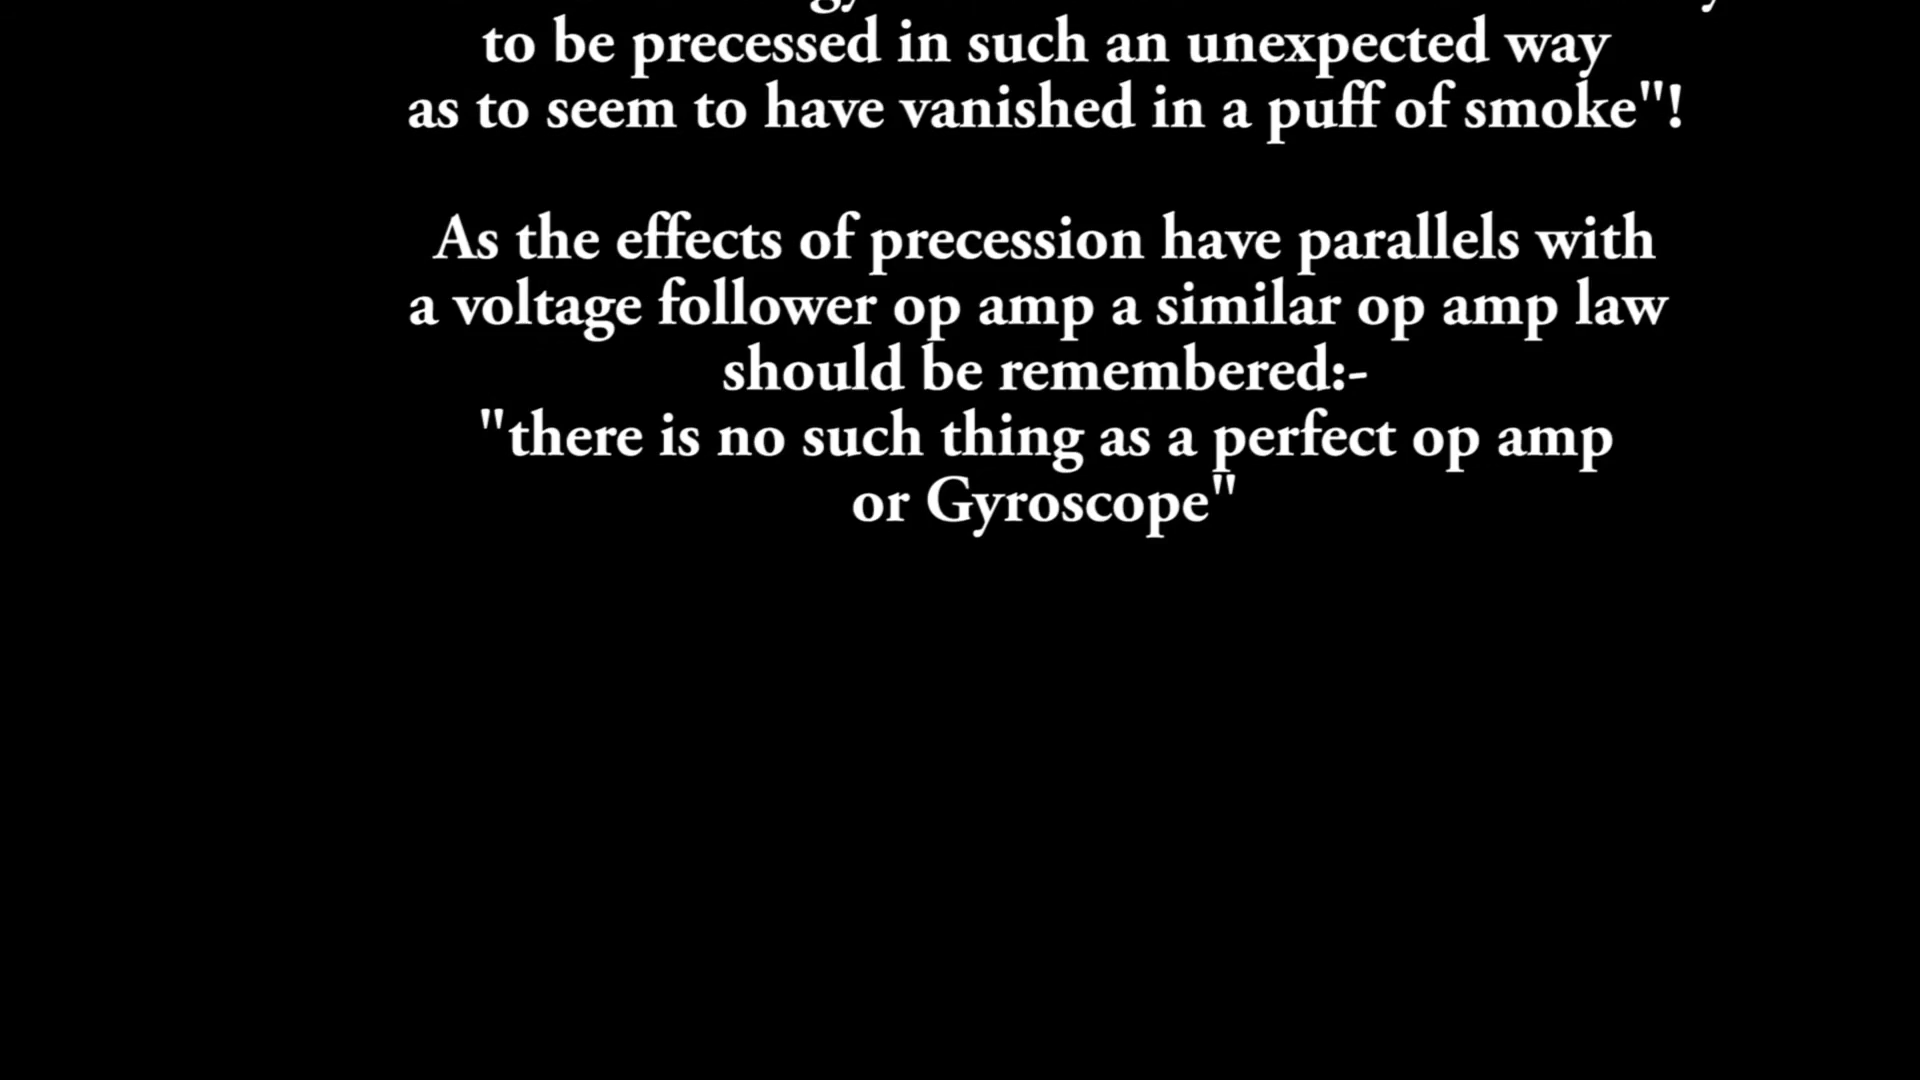 to be precessed in such an unexpected way
as to seem to have vanished in a puff of smoke"!
As the effects of precession have parallels with
a voltage follower op amp a similar op amp law
should be remembered:-
"there is no such thing as a perfect op amp
or Gyroscope"